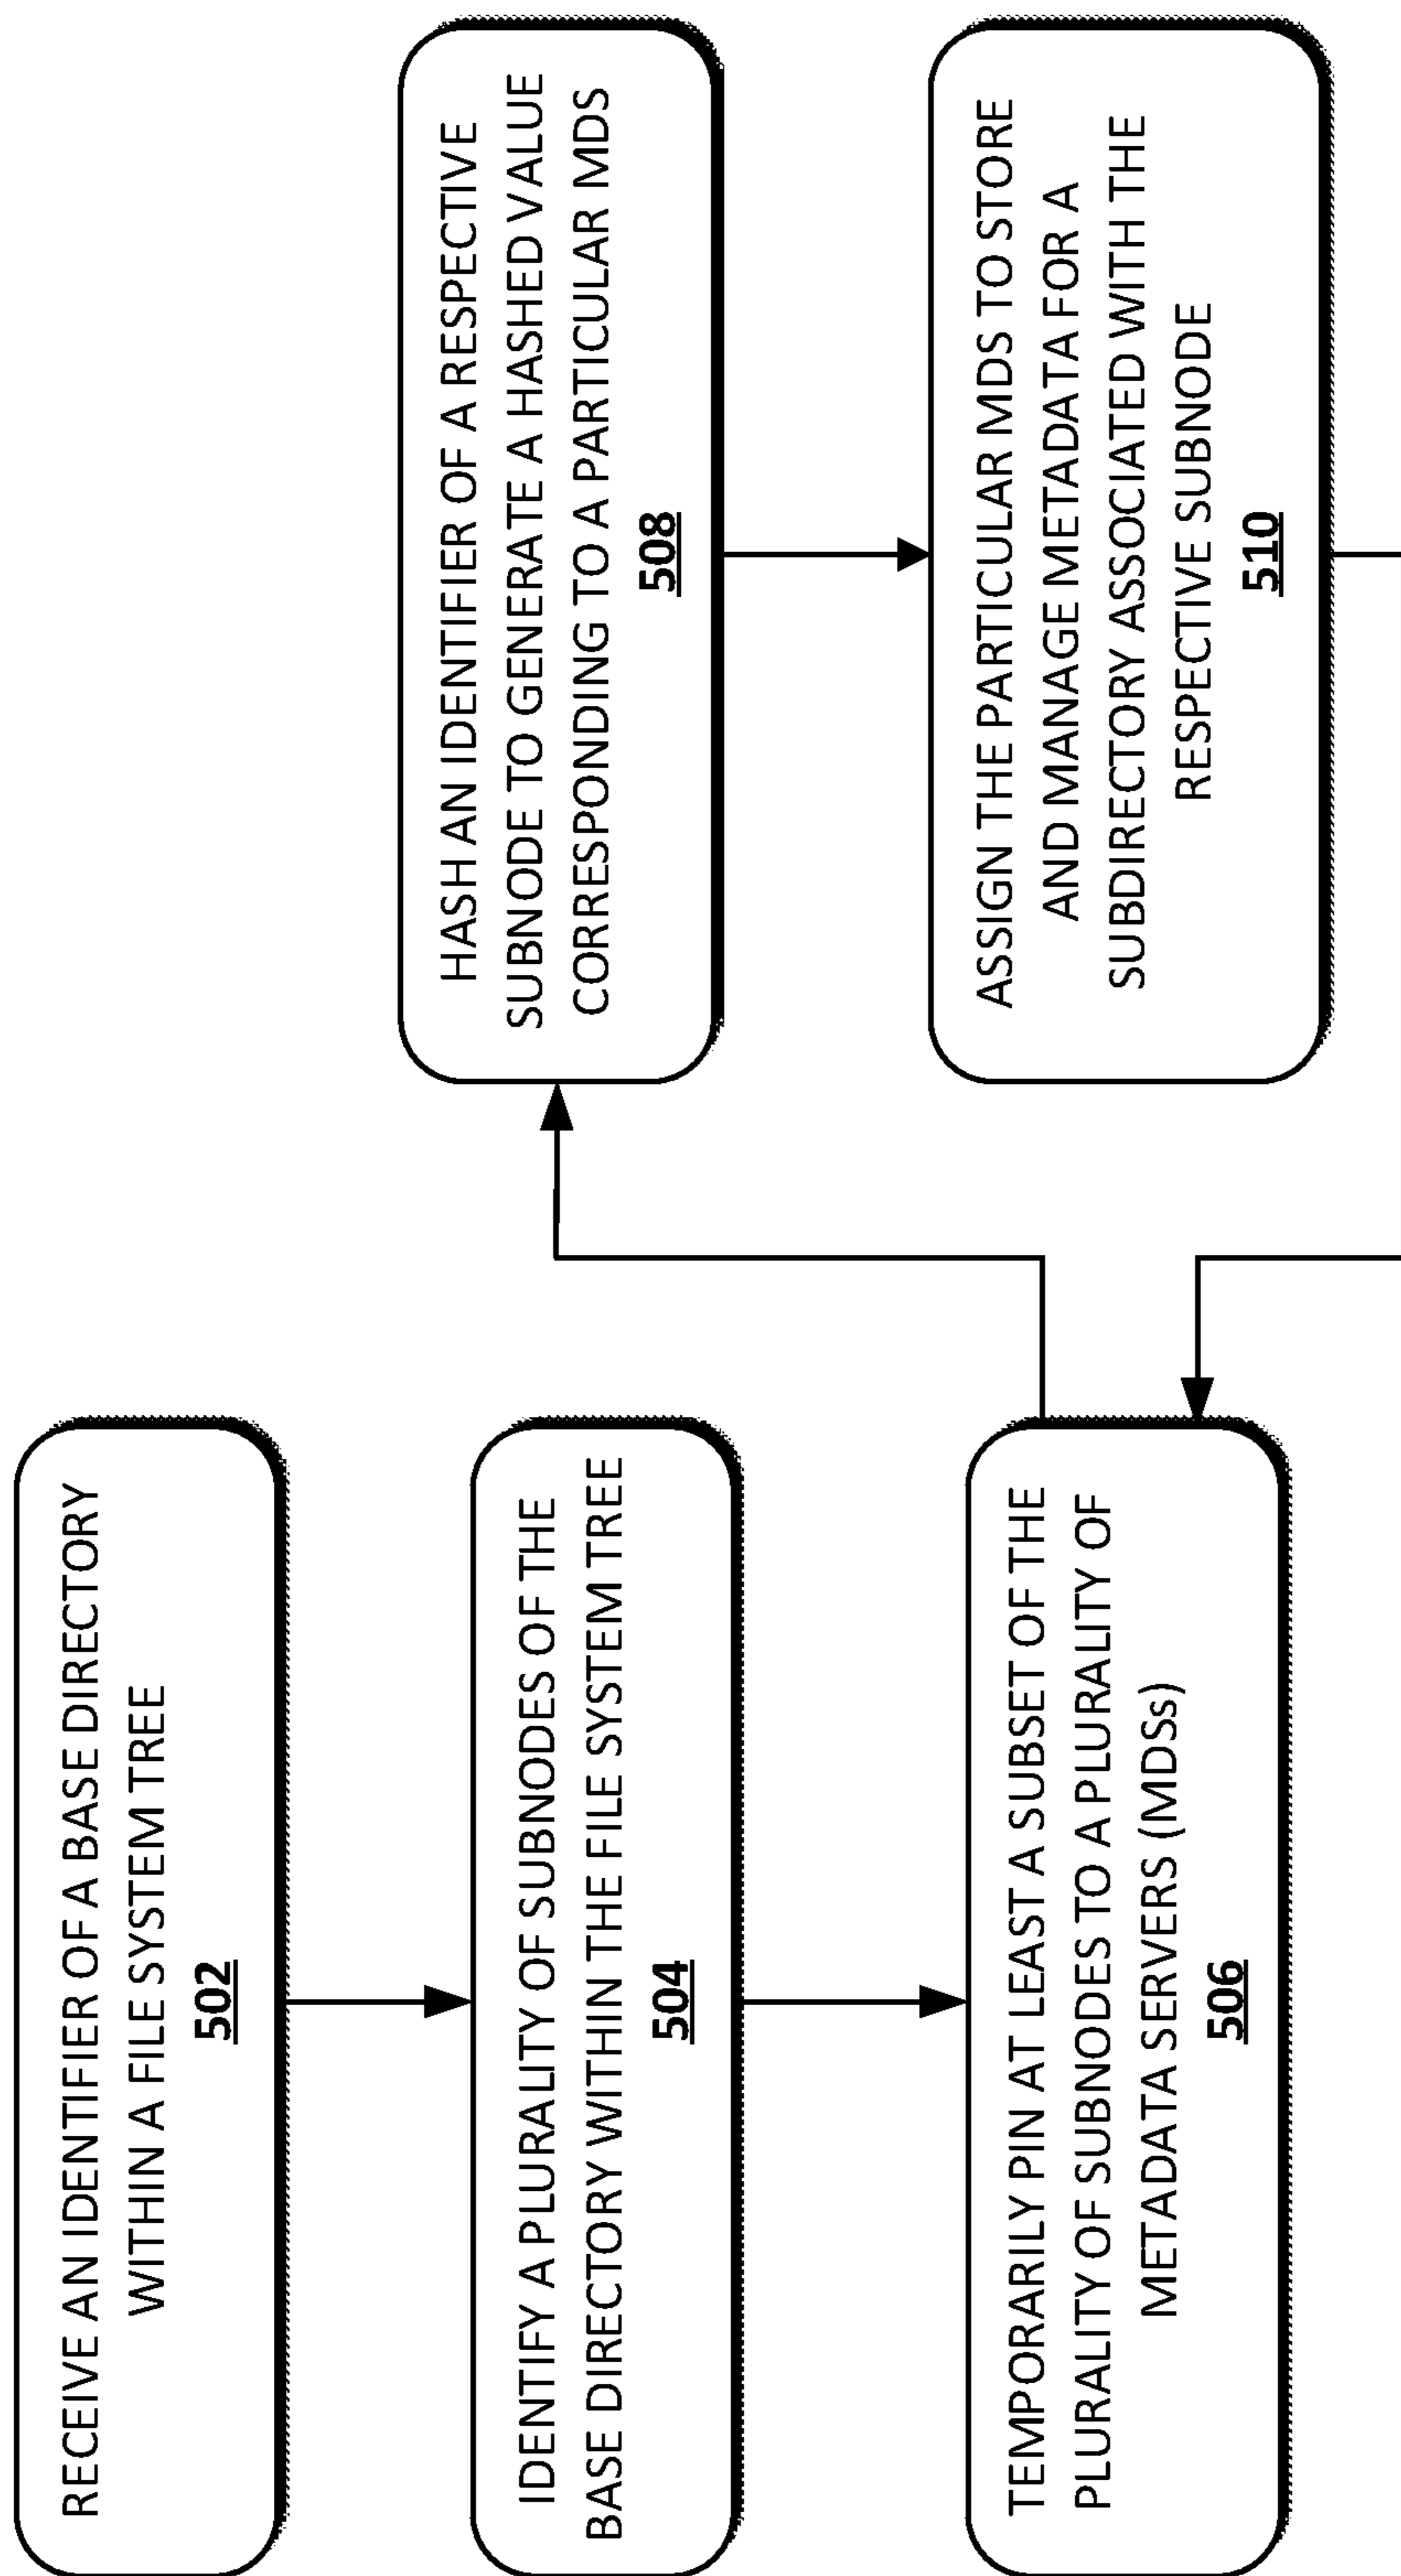 RECEIVE AN IDENTIFIER OF A BASE DIRECTORY
WITHIN A FILE SYSTEM TREE
502
IDENTIFY A PLURALITY OF SUBNODES OF THE
BASE DIRECTORY WITHIN THE FILE SYSTEM TREE
504
TEMPORARILY PIN AT LEAST A SUBSET OF THE
PLURALITY OF SUBNODES TO A PLURALITY OF
METADATA SERVERS (MDSs)
506
HASH AN IDENTIFIER OF A RESPECTIVE
SUBNODE TO GENERATE A HASHED VALUE
CORRESPONDING TO A PARTICULAR MDS
508
ASSIGN THE PARTICULAR MDS TO STORE
AND MANAGE METADATA FOR A
SUBDIRECTORY ASSOCIATED WITH THE
RESPECTIVE SUBNODE
510